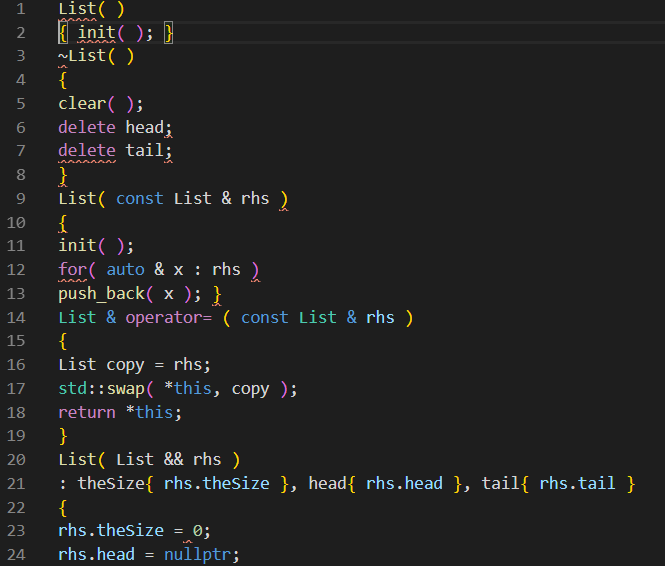 1 List( )
2 { init( ); }
3 ~List( )
4 {
5 clear( );
6 delete head;
7 delete tail;
8 }
9 List( const List & rhs )
10 {
11 init( );
12 for( auto & x : rhs )
13 push_back( x ); }
14 List & operator= ( const List & rhs )
15 {
16 List copy = rhs;
17 std::swap( *this, copy );
18 return *this;
19 }
20 List( List && rhs )
21 : theSize{ rhs.theSize }, head{ rhs.head }, tail{ rhs.tail }
22 {
23 rhs.theSize = 0;
24 rhs.head = nullptr;